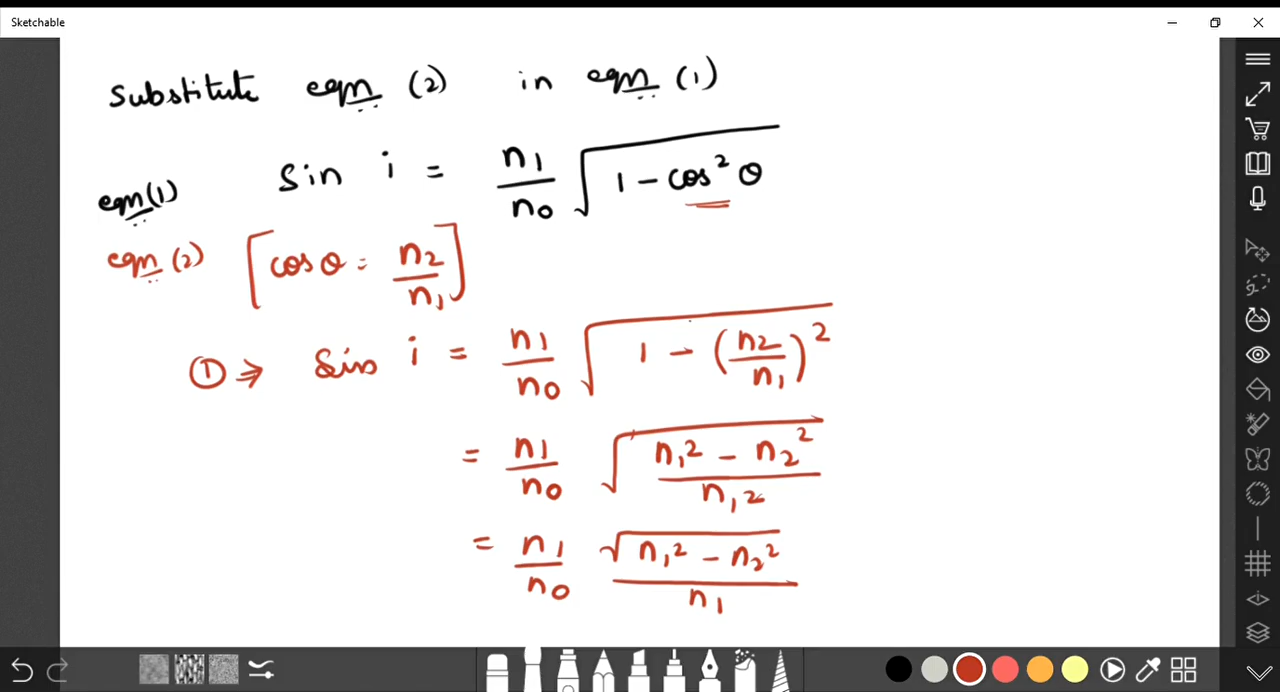 Sketchable
Substitute eqn (2) in eqn (1)
eqn(1) Sin i = n₁/n₀ √(1 - cos² θ)
eqn (2) [cos θ = n₂/n₁]
① ⇒ Sin i = n₁/n₀ √(1 - (n₂/n₁)²)
= n₁/n₀ √((n₁² - n₂²)/n₁²)
= n₁/n₀ √(n₁² - n₂²)/n₁